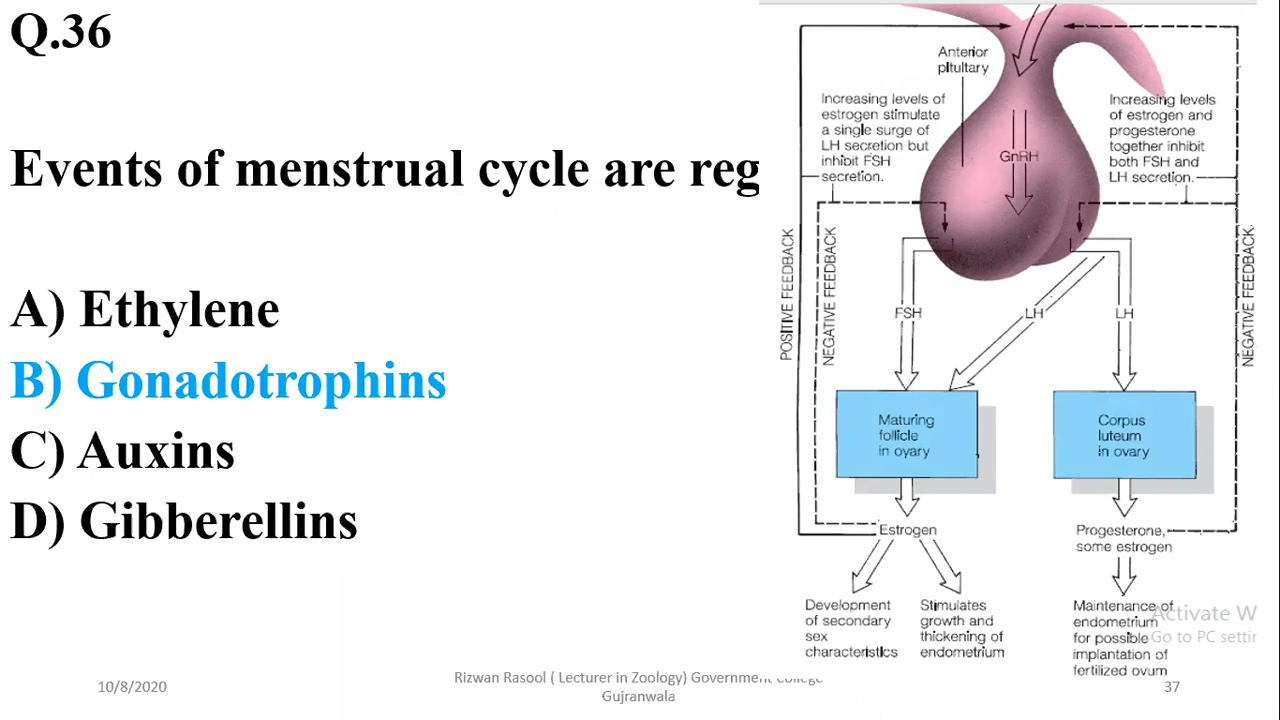 Q.36
Events of menstrual cycle are reg
A) Ethylene
B) Gonadotrophins
C) Auxins
D) Gibberellins
Anterior
pituitary
Increasing levels of
estrogen stimulate
a single surge of
LH secretion but
inhibit FSH
secretion.
Increasing levels
of estrogen and
progesterone
together inhibit
both FSH and
LH secretion.
GnRH
POSITIVE FEEDBACK
NEGATIVE FEEDBACK
NEGATIVE FEEDBACK
FSH
LH
LH
Maturing
follicle
in ovary
Corpus
luteum
in ovary
Estrogen
Progesterone,
some estrogen
Development
of secondary
sex
characteristics
Stimulates
growth and
thickening of
endometrium
Maintenance of
endometrium
for possible
implantation of
fertilized ovum
Activate W
Go to PC settin
10/8/2020
Rizwan Rasool ( Lecturer in Zoology) Government College
Gujranwala
37